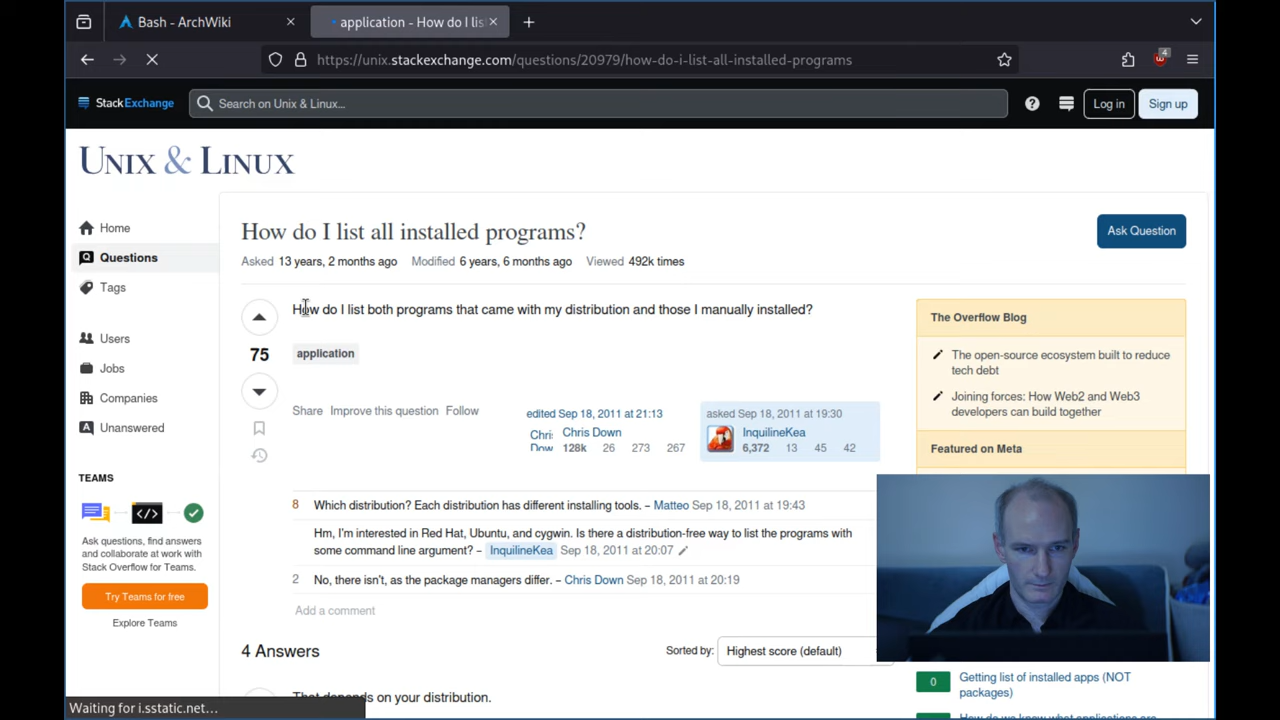 Bash - ArchWiki
application - How do I lis
https://unix.stackexchange.com/questions/20979/how-do-i-list-all-installed-programs
4
StackExchange
Search on Unix & Linux...
Log in
Sign up
UNIX & LINUX
Home
Questions
Tags
Users
Jobs
Companies
Unanswered
TEAMS
Ask questions, find answers
and collaborate at work with
Stack Overflow for Teams.
Try Teams for free
Explore Teams
How do I list all installed programs?
Ask Question
Asked 13 years, 2 months ago Modified 6 years, 6 months ago Viewed 492k times
How do I list both programs that came with my distribution and those I manually installed?
75
application
Share Improve this question Follow
edited Sep 18, 2011 at 21:13
Chris Down
Chris Down
128k 26 273 267
asked Sep 18, 2011 at 19:30
InquilineKea
6,372 13 45 42
8 Which distribution? Each distribution has different installing tools. – Matteo Sep 18, 2011 at 19:43
Hm, I'm interested in Red Hat, Ubuntu, and cygwin. Is there a distribution-free way to list the programs with
some command line argument? – InquilineKea Sep 18, 2011 at 20:07
2 No, there isn't, as the package managers differ. – Chris Down Sep 18, 2011 at 20:19
Add a comment
4 Answers
Sorted by: Highest score (default)
That depends on your distribution.
The Overflow Blog
The open-source ecosystem built to reduce
tech debt
Joining forces: How Web2 and Web3
developers can build together
Featured on Meta
0 Getting list of installed apps (NOT
packages)
How do we know what applications are
Waiting for i.sstatic.net…